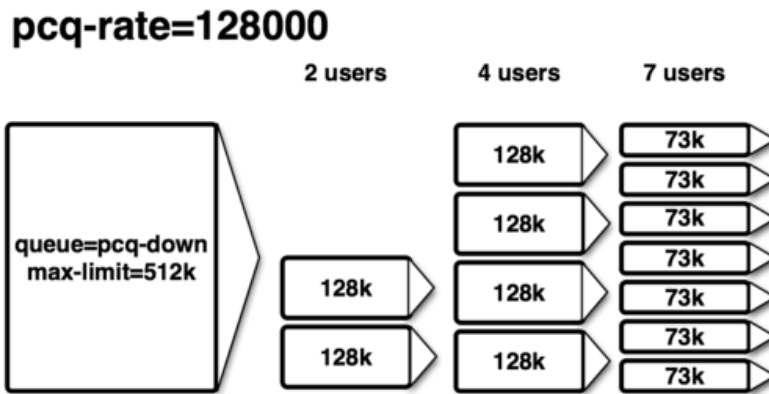 pcq-rate=128000
2 users
4 users
7 users
queue=pcq-down
max-limit=512k
128k
128k
128k
128k
128k
128k
73k
73k
73k
73k
73k
73k
73k